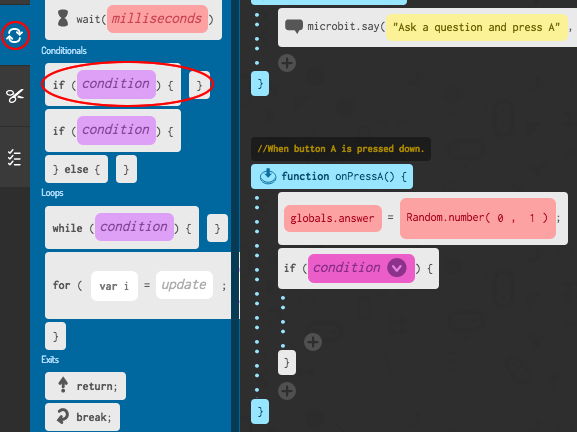 wait( milliseconds )
Conditionals
if ( condition ) { }
if ( condition ) {
} else { }
Loops
while ( condition ) { }
for ( var i = update ;
}
Exits
return;
break;
microbit.say( "Ask a question and press A" ,
}
//When button A is pressed down.
function onPressA() {
globals.answer = Random.number( 0 , 1 ) ;
if ( condition ) {
}
}